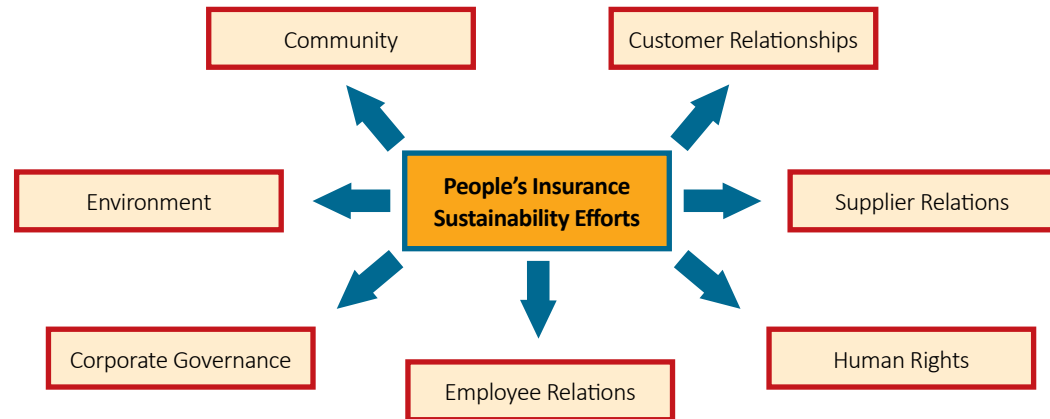 Community
Customer Relationships
People’s Insurance
Sustainability Efforts
Environment
Supplier Relations
Corporate Governance
Employee Relations
Human Rights